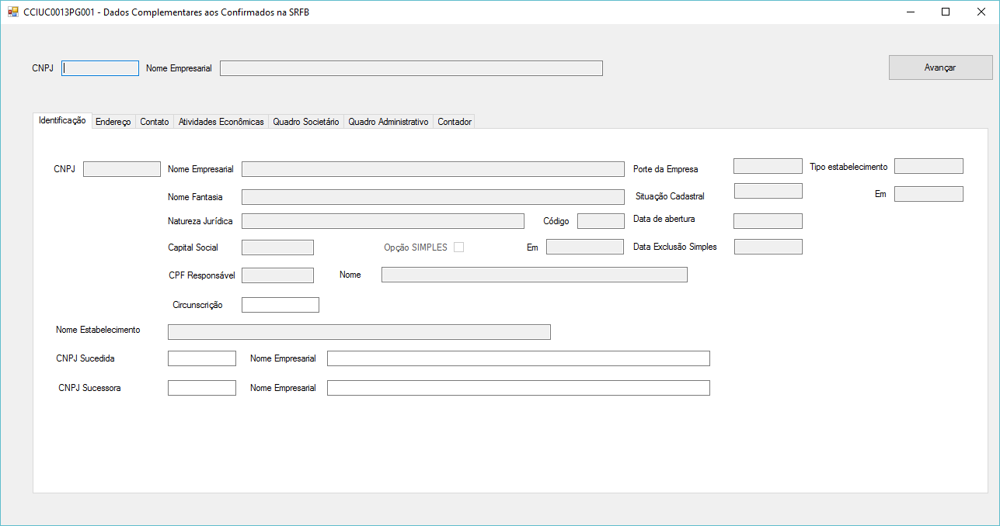 CCIUC0013PG001 - Dados Complementares aos Confirmados na SRFB
CNPJ Nome Empresarial Avançar
Identificação Endereço Contato Atividades Econômicas Quadro Societário Quadro Administrativo Contador
CNPJ Nome Empresarial Porte da Empresa Tipo estabelecimento
Nome Fantasia Situação Cadastral Em
Natureza Jurídica Código Data de abertura
Capital Social Opção SIMPLES Em Data Exclusão Simples
CPF Responsável Nome
Circunscrição
Nome Estabelecimento
CNPJ Sucedida Nome Empresarial
CNPJ Sucessora Nome Empresarial